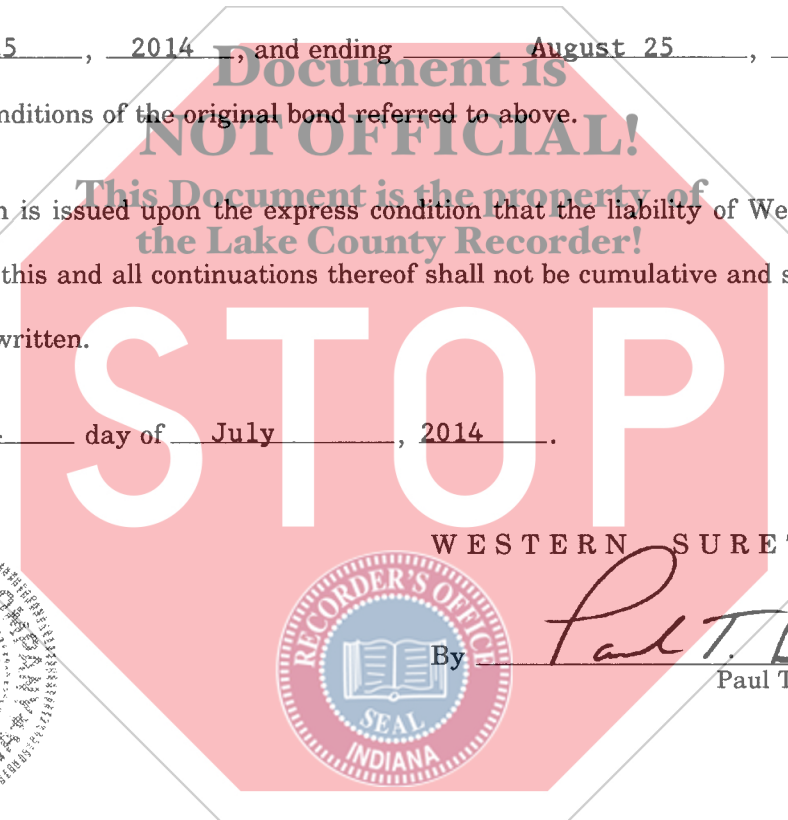 5 , 2014 , and ending August 25 ,
Document is
nditions of the original bond referred to above.
NOT OFFICIAL!
This Document is the property of
n is issued upon the express condition that the liability of We
the Lake County Recorder!
this and all continuations thereof shall not be cumulative and s
written.
STOP
day of July , 2014 .
WESTERN SURET
RECORDER'S OFFICE
SEAL
INDIANA
OMPANY
By Paul T.
Paul T